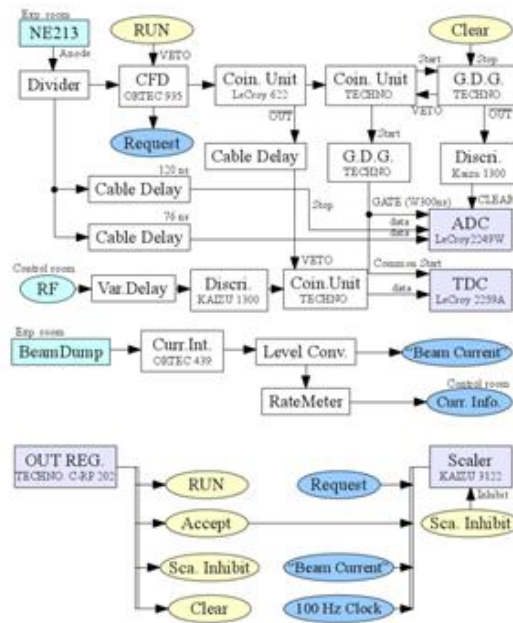 Exp. room
NE213
RUN
Clear
Anode
VETO
Start
Stop
Divider
CFD
ORTEC 935
Coin. Unit
LeCroy 622
Coin. Unit
TECHNO
G.D.G.
TECHNO.
VETO
OUT
Start
OUT
Request
Cable Delay
G.D.G.
TECHNO
Discri.
Kaizu 1300
120 ns
Cable Delay
Stop
GATE (W300ns)
CLEAR
data
ADC
LeCroy2249W
76 ns
Cable Delay
data
Control room
VETO
Common Start
RF
Var.Delay
Discri.
KAIZU 1300
Coin.Unit
TECHNO
data
TDC
LeCroy 2259A
Exp. room
BeamDump
Curr.Int.
ORTEC 439
Level Conv.
"Beam Current"
Control room
RateMeter
Curr. Info.
OUT REG.
TECHNO. C-RP 202
Scaler
KAIZU 3122
RUN
Request
Inhibit
Accept
Sca. Inhibit
Sca. Inhibit
"Beam Current"
Clear
100 Hz Clock